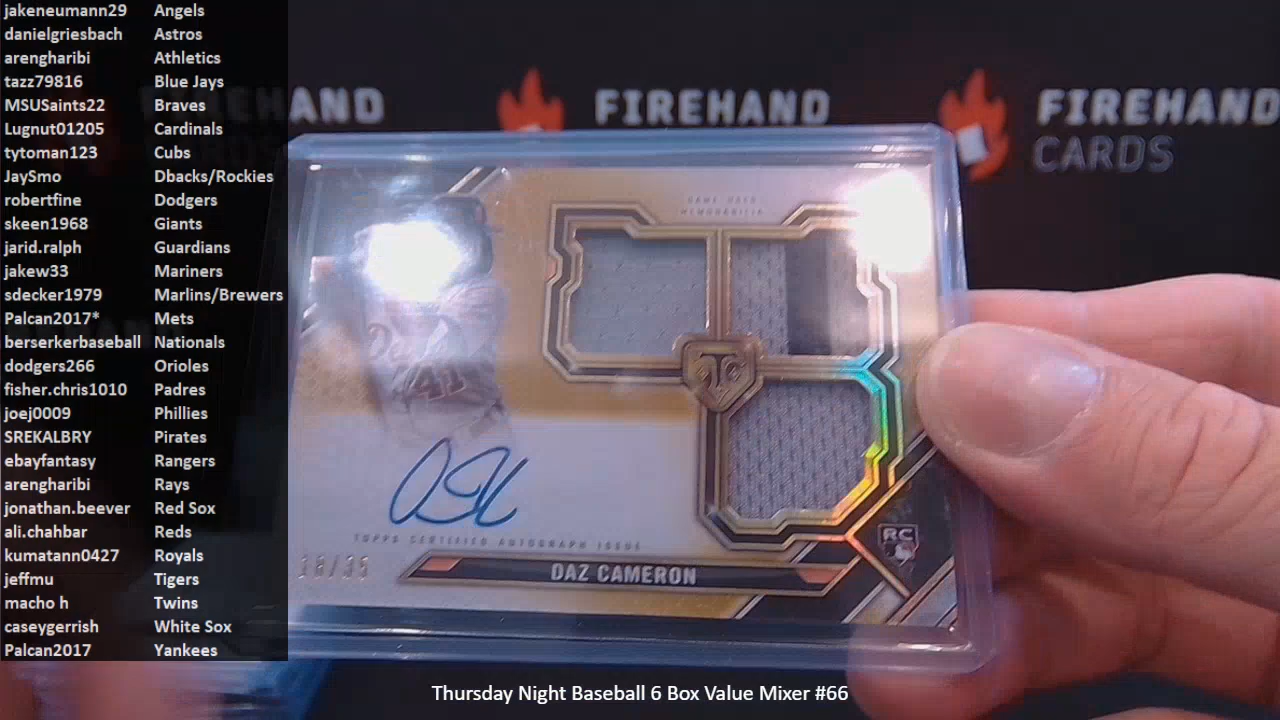 jakeneumann29 Angels
danielgriesbach Astros
arengharibi Athletics
tazz79816 Blue Jays
MSUSaints22 Braves
Lugnut01205 Cardinals
tytoman123 Cubs
JaySmo Dbacks/Rockies
robertfine Dodgers
skeen1968 Giants
jarid.ralph Guardians
jakew33 Mariners
sdecker1979 Marlins/Brewers
Palcan2017* Mets
berserkerbaseball Nationals
dodgers266 Orioles
fisher.chris1010 Padres
joej0009 Phillies
SREKALBRY Pirates
ebayfantasy Rangers
arengharibi Rays
jonathan.beever Red Sox
ali.chahbar Reds
kumatann0427 Royals
jeffmu Tigers
macho h Twins
caseygerrish White Sox
Palcan2017 Yankees
FIREHAND
CARDS
FIREHAND
FIREHAND
CARDS
GAME USED
MEMORABILIA
41
TOPPS CERTIFIED AUTOGRAPH ISSUE
DAZ CAMERON
RC
Thursday Night Baseball 6 Box Value Mixer #66